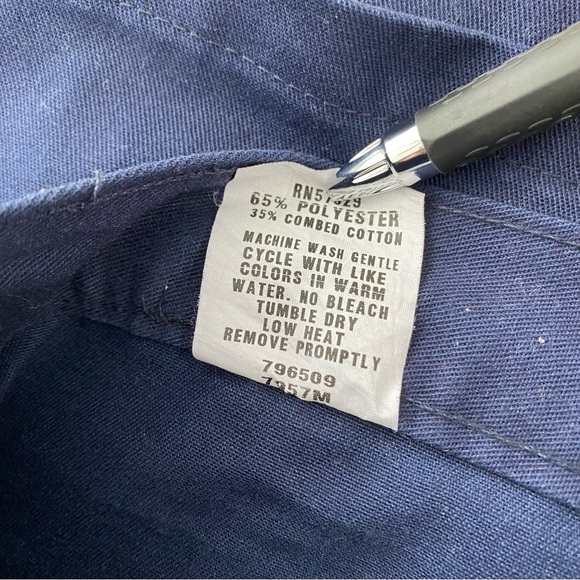 65% POLYESTER
35% COMBED COTTON
MACHINE WASH GENTLE
CYCLE WITH LIKE
COLORS IN WARM
WATER. NO BLEACH
TUMBLE DRY
LOW HEAT
REMOVE PROMPTLY
796509